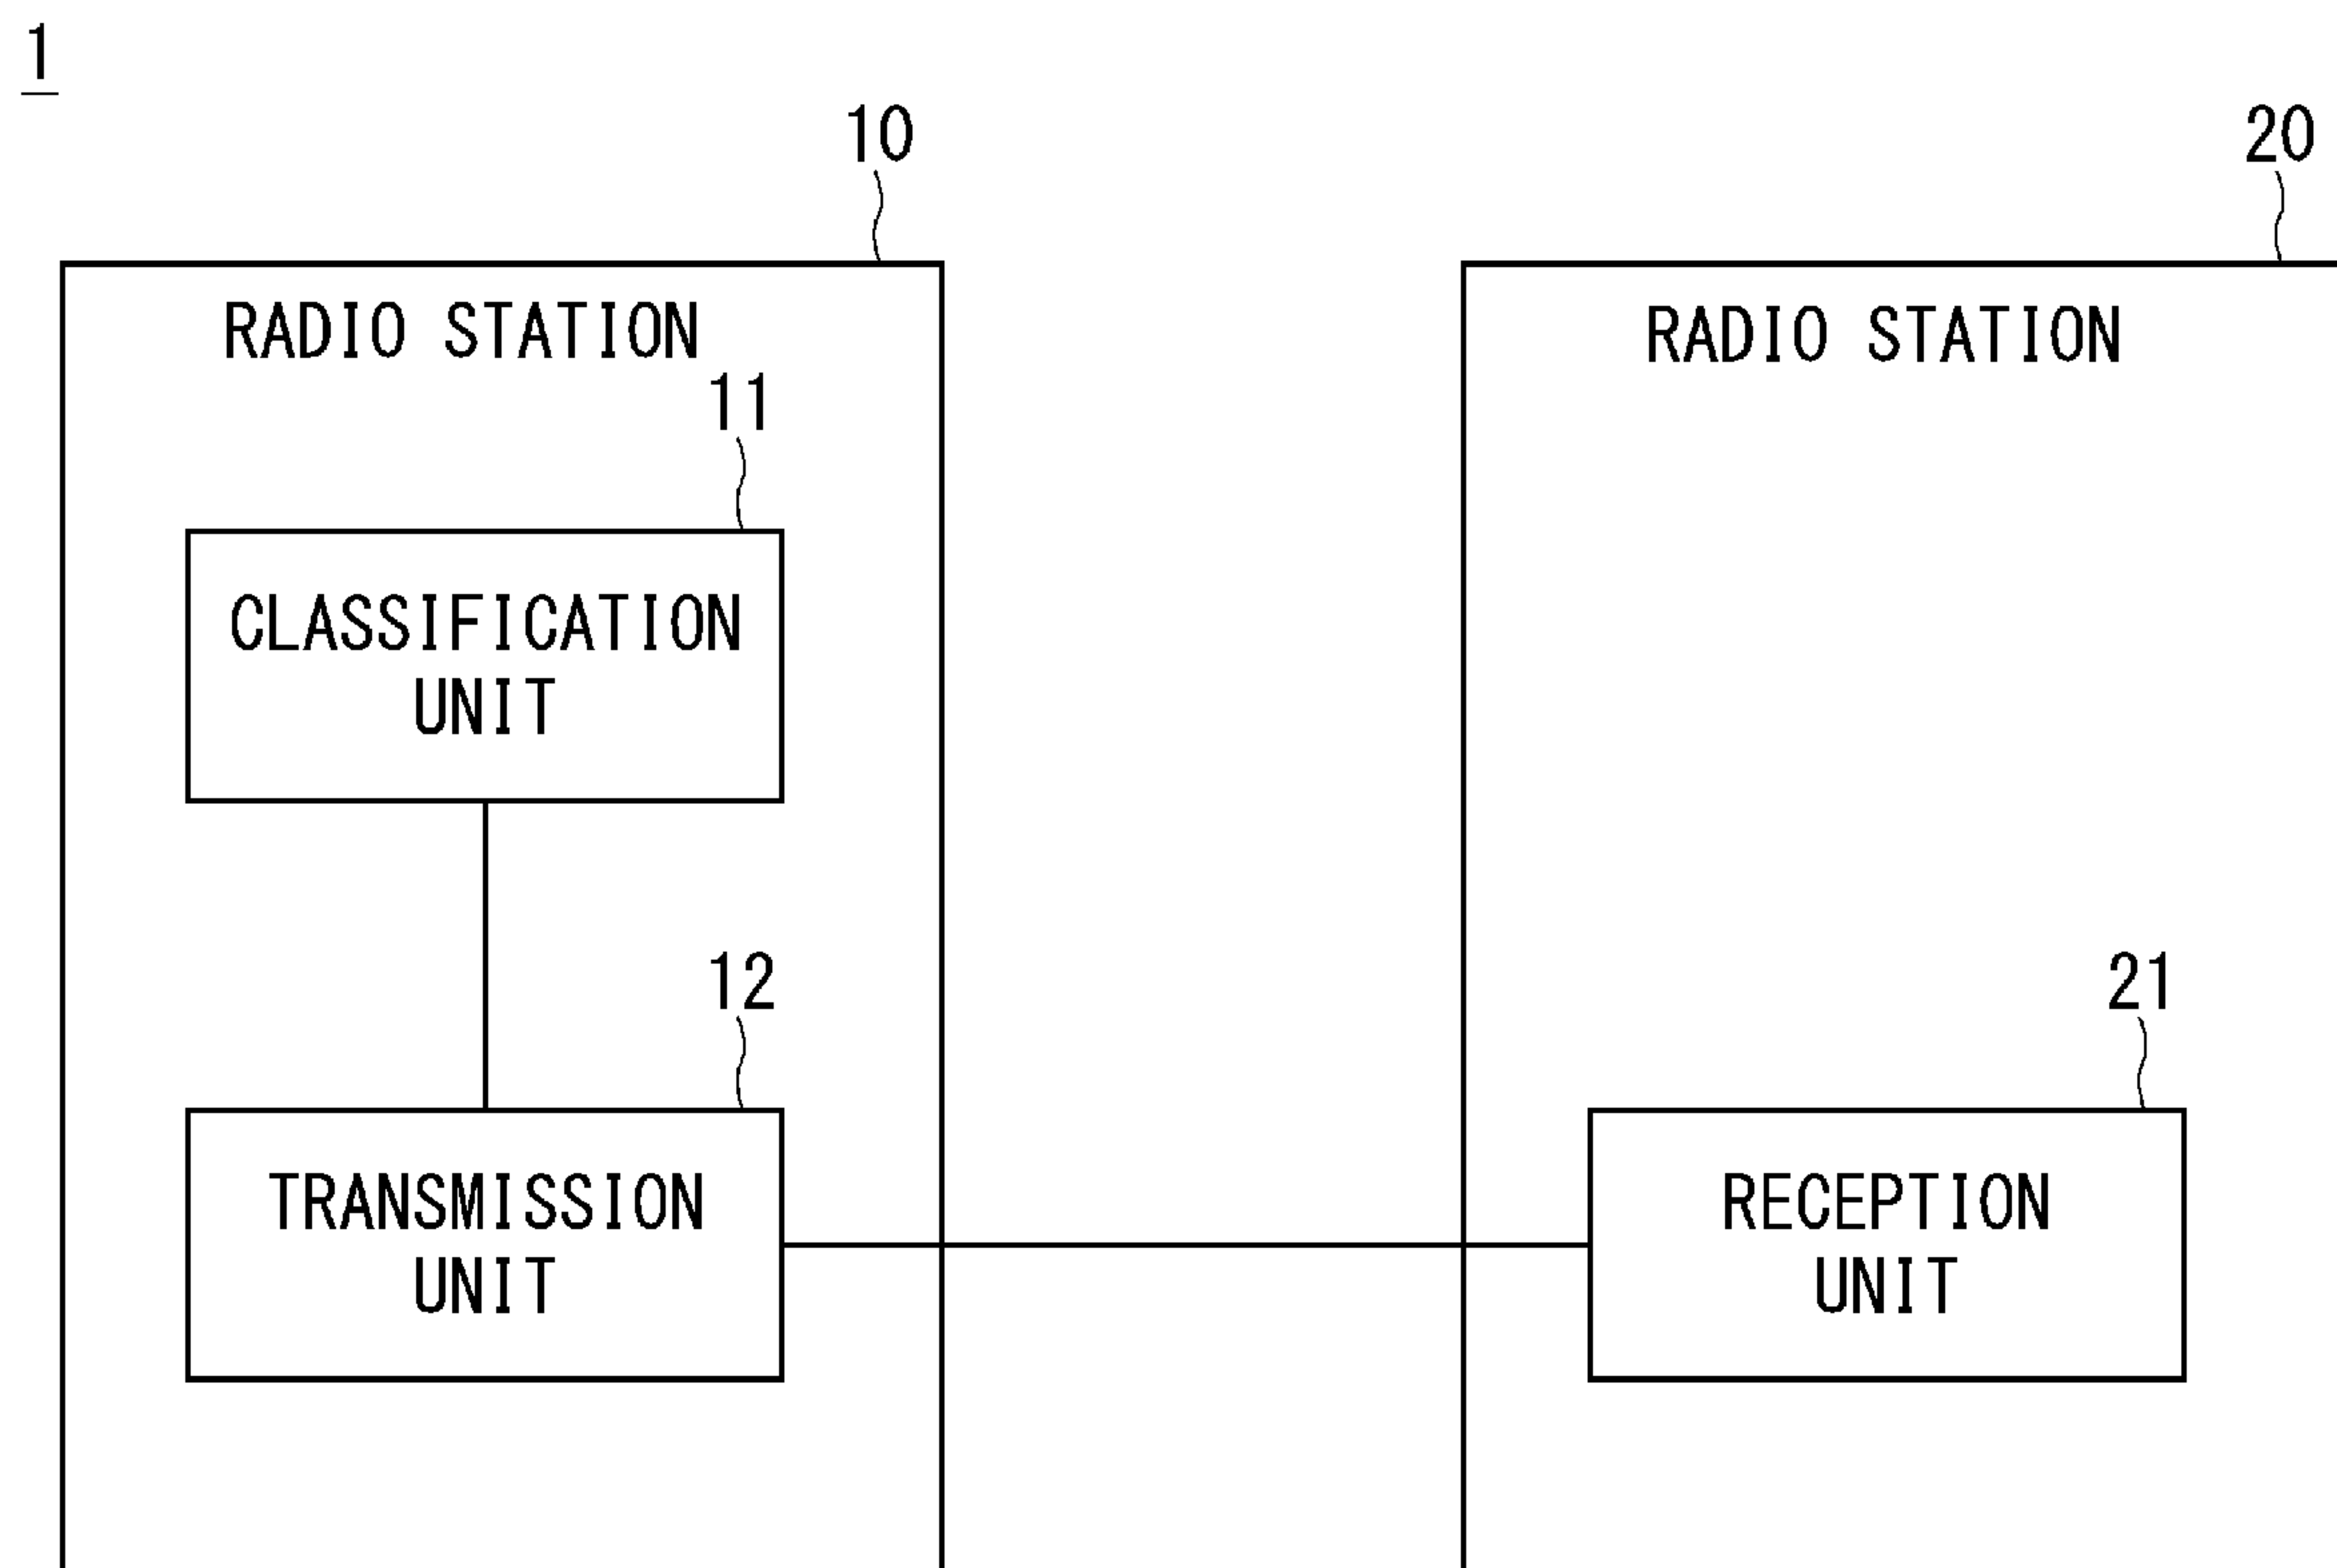 1
10
RADIO STATION
11
CLASSIFICATION
UNIT
12
TRANSMISSION
UNIT
20
RADIO STATION
21
RECEPTION
UNIT